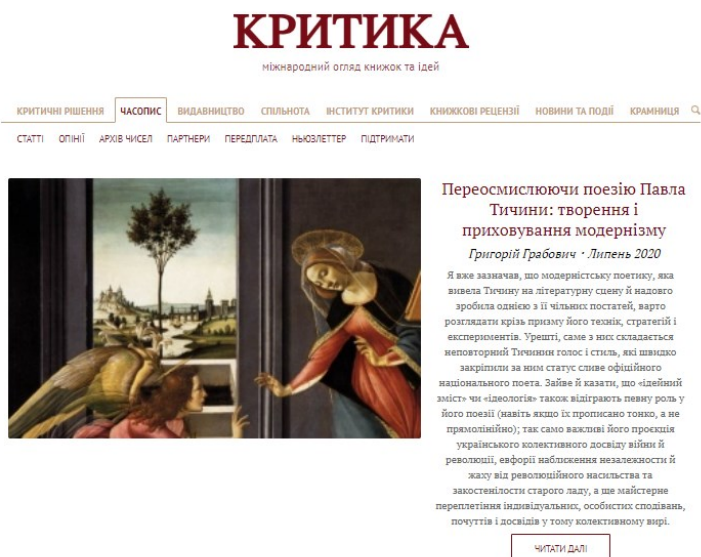 КРИТИКА
міжнародний огляд книжок та ідей
КРИТИЧНІ РІШЕННЯ ЧАСОПИС ВИДАВНИЦТВО СПІЛЬНОТА ІНСТИТУТ КРИТИКИ КНИЖКОВІ РЕЦЕНЗІЇ НОВИНИ ТА ПОДІЇ КРАМНИЦЯ
СТАТТІ ОПІНІЇ АРХІВ ЧИСЕЛ ПАРТНЕРИ ПЕРЕДПЛАТА НЬЮЗЛЕТТЕР ПІДТРИМАТИ
Переосмислюючи поезію Павла
Тичини: творення і
приховування модернізму
Григорій Грабович · Липень 2020
Я вже зазначав, що модерністську поетику, яка
вивела Тичину на літературну сцену й надовго
зробила однією з її чільних постатей, варто
розглядати крізь призму його технік, стратегій і
експериментів. Урешті, саме з них складається
неповторний Тичинин голос і стиль, які швидко
закріпили за ним статус сливе офіційного
національного поета. Зайве й казати, що «ідейний
зміст» чи «ідеологія» також відіграють певну роль у
його поезії (навіть якщо їх прописано тонко, а не
прямолінійно); так само важливі його проєкція
українського колективного досвіду війни й
революції, евфорії наближення незалежности й
жаху від революційного насильства та
закостенілости старого ладу, а ще майстерне
переплетіння індивідуальних, особистих сподівань,
почуттів і досвідів у тому колективному вирі.
ЧИТАТИ ДАЛІ